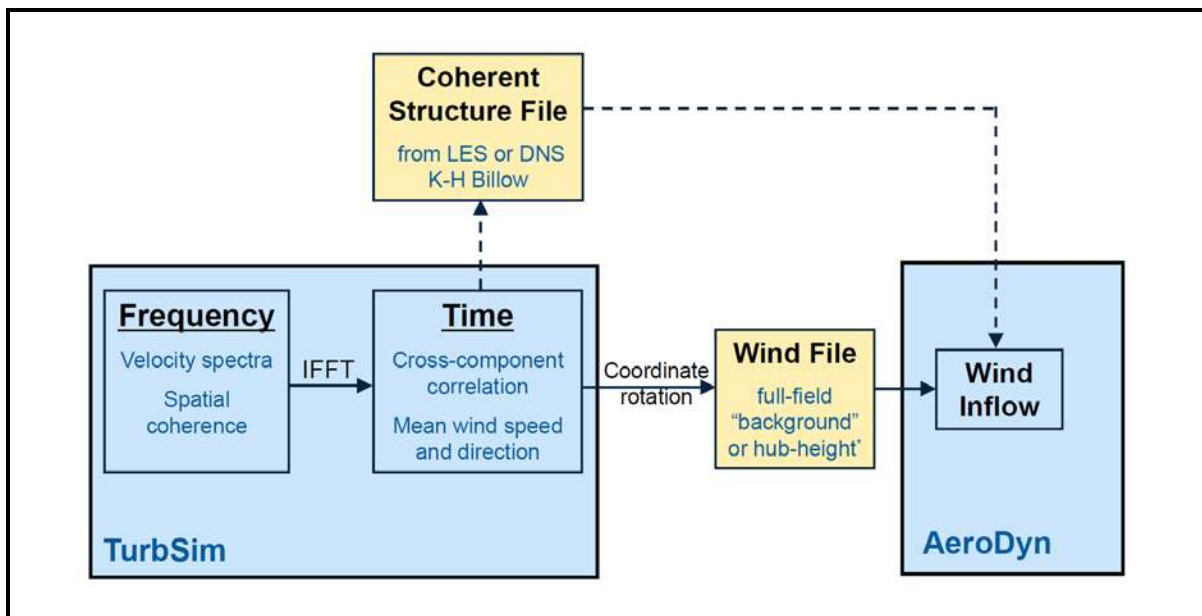 Coherent
Structure File
from LES or DNS
K-H Billow
Frequency
Velocity spectra
Spatial
coherence
IFFT
Time
Cross-component
correlation
Mean wind speed
and direction
Coordinate
rotation
Wind File
full-field
“background”
or hub-height*
Wind
Inflow
TurbSim
AeroDyn